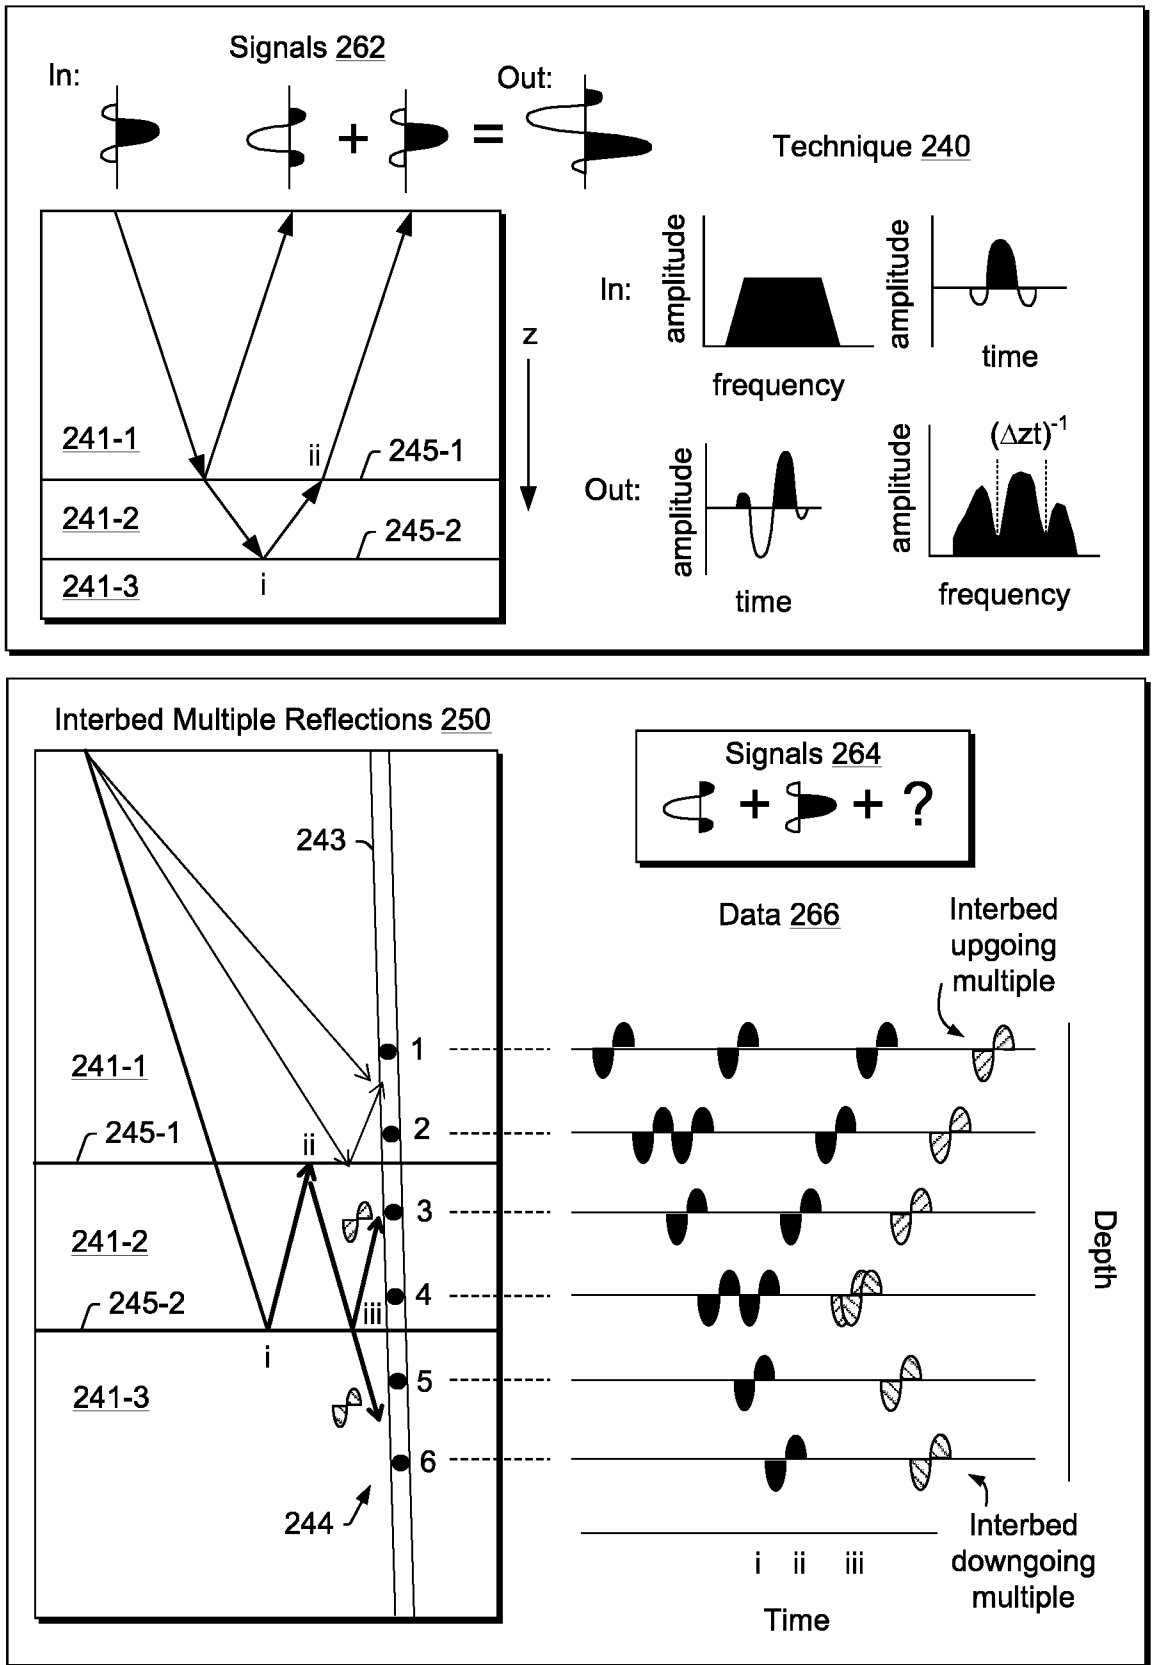 Signals 262
In:
Out:
+
=
Technique 240
z
241-1
ii
245-1
241-2
245-2
241-3
i
In:
amplitude
frequency
amplitude
time
Out:
amplitude
time
amplitude
(Δzt)-1
frequency
Interbed Multiple Reflections 250
243
241-1
245-1
ii
241-2
245-2
iii
i
241-3
244
1
2
3
4
5
6
Signals 264
+ + ?
Data 266
Interbed
upgoing
multiple
Depth
Interbed
downgoing
multiple
i ii iii
Time